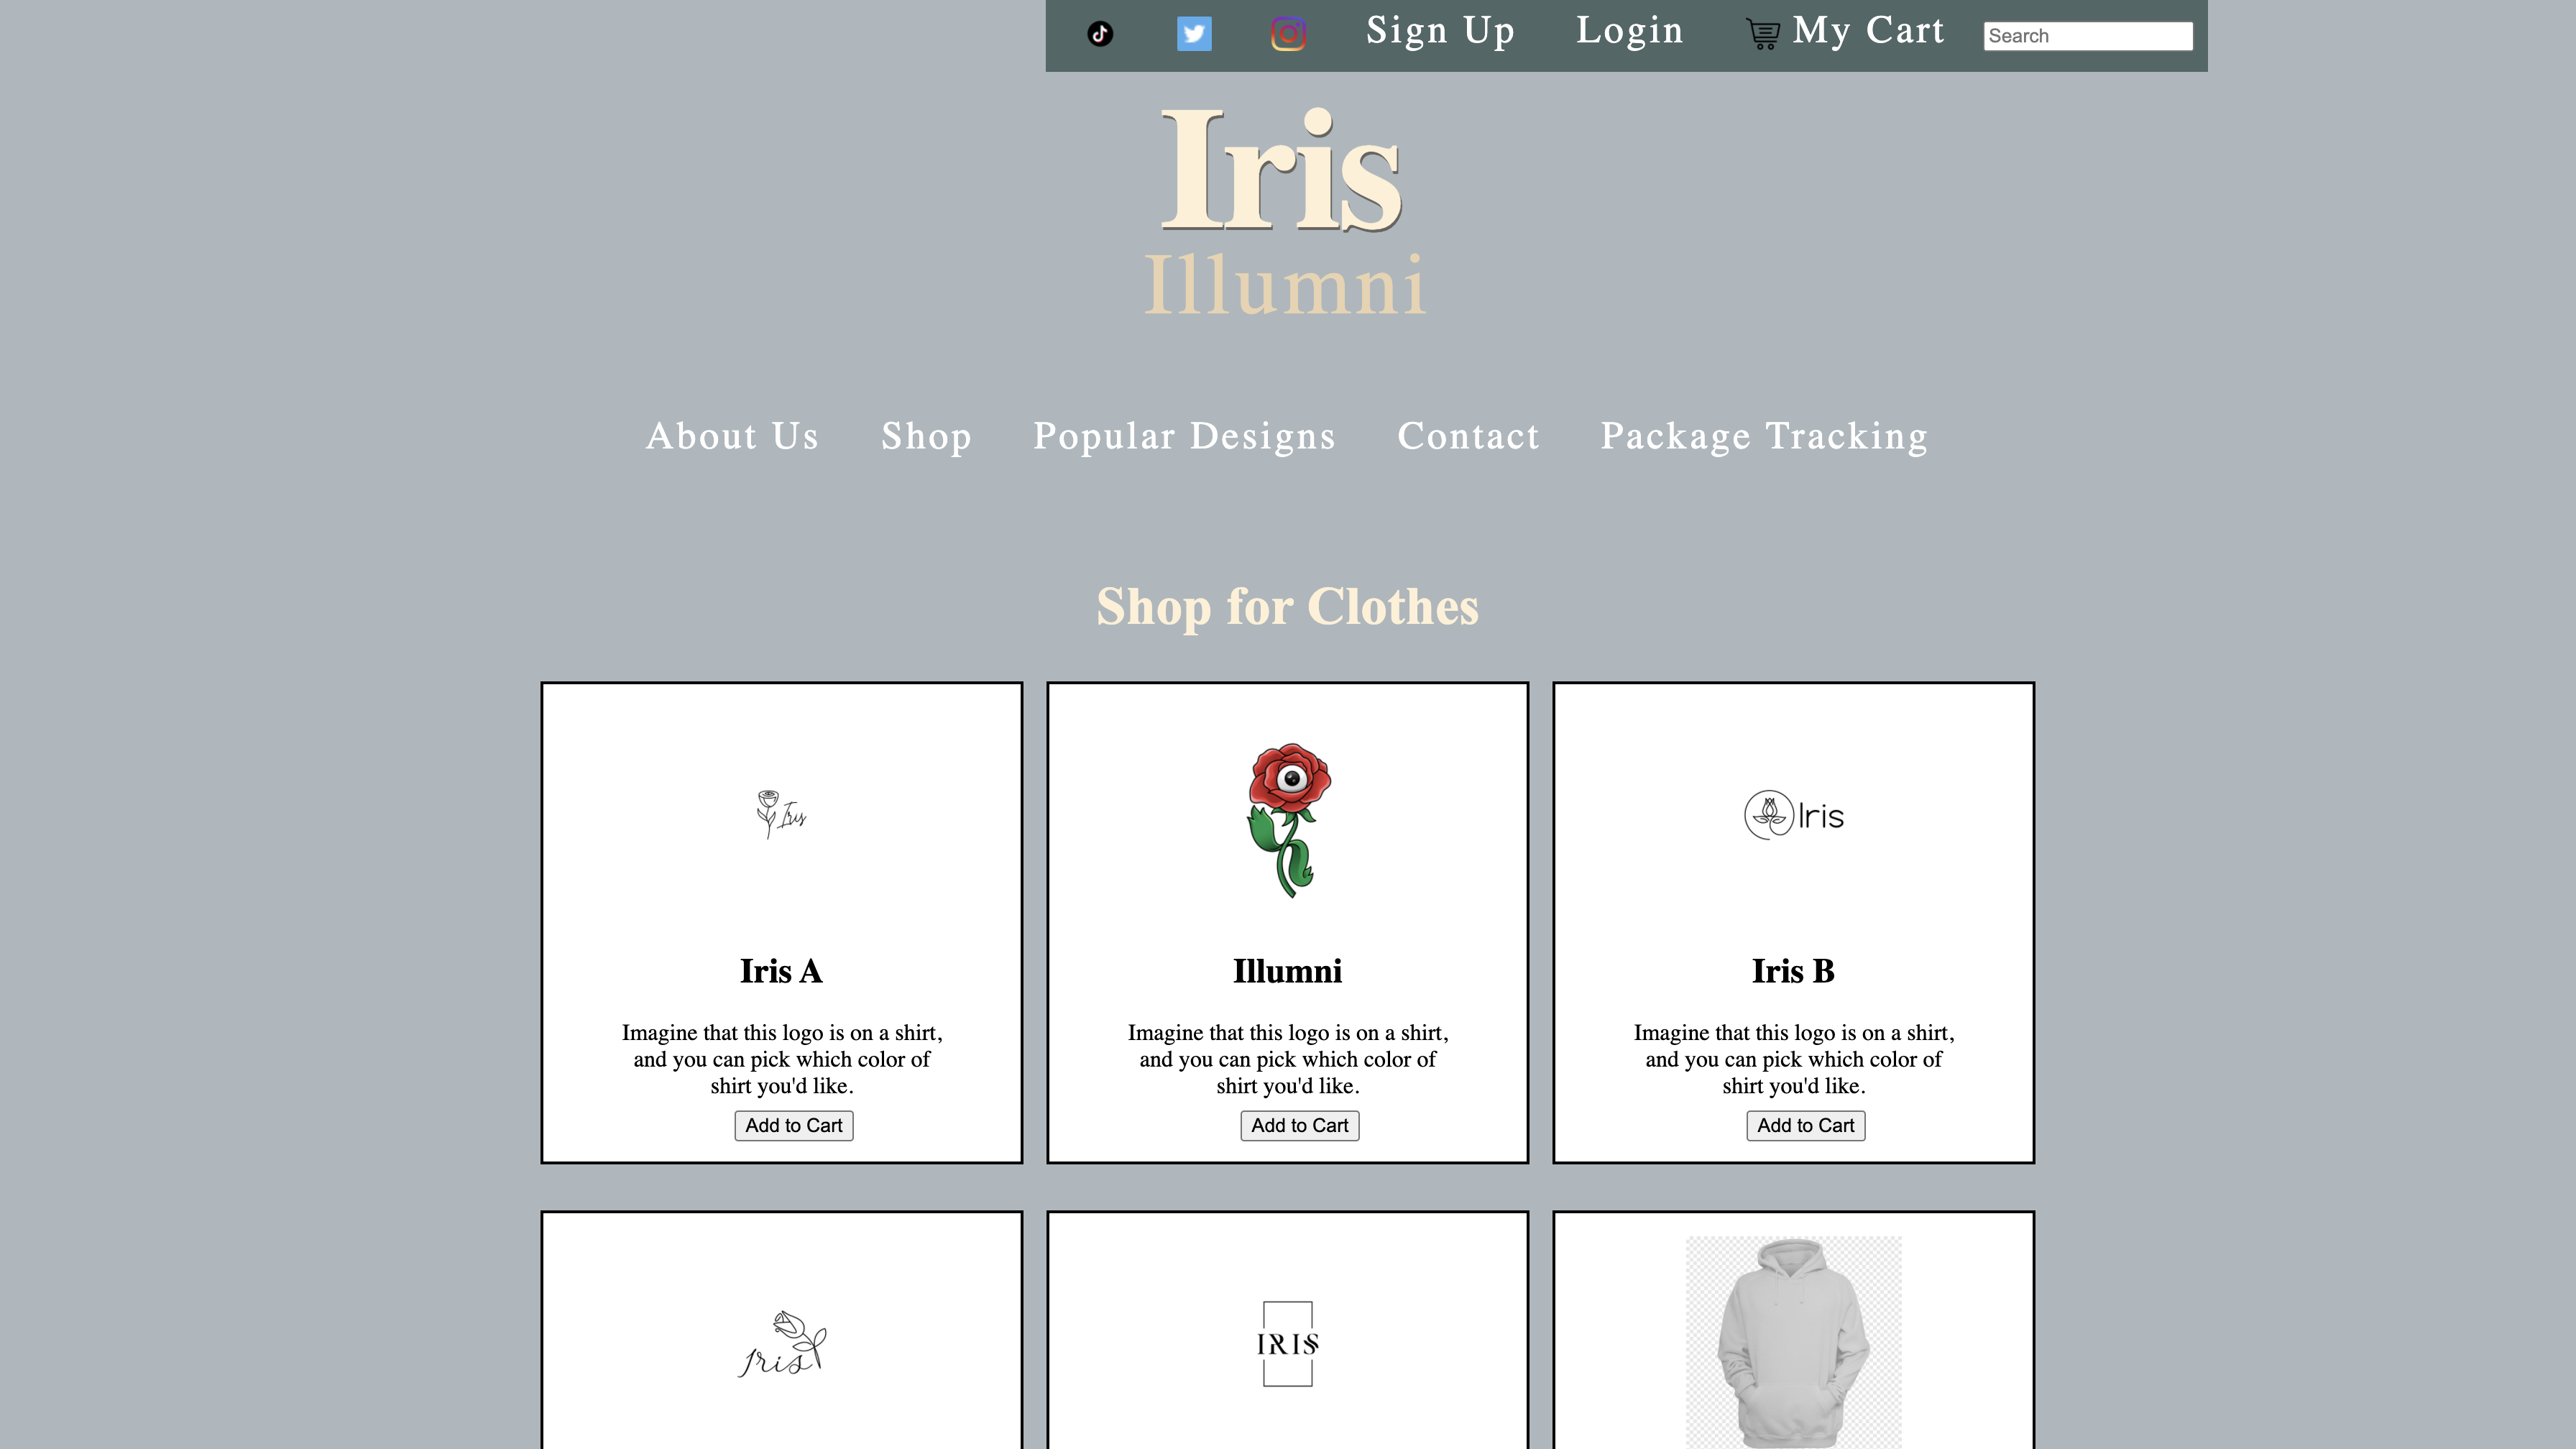 Sign Up Login My Cart Search
Iris
Illumni
About Us Shop Popular Designs Contact Package Tracking
Shop for Clothes
Iris
Iris A
Imagine that this logo is on a shirt,
and you can pick which color of
shirt you'd like.
Add to Cart
Illumni
Imagine that this logo is on a shirt,
and you can pick which color of
shirt you'd like.
Add to Cart
Iris
Iris B
Imagine that this logo is on a shirt,
and you can pick which color of
shirt you'd like.
Add to Cart
Iris
IRIS